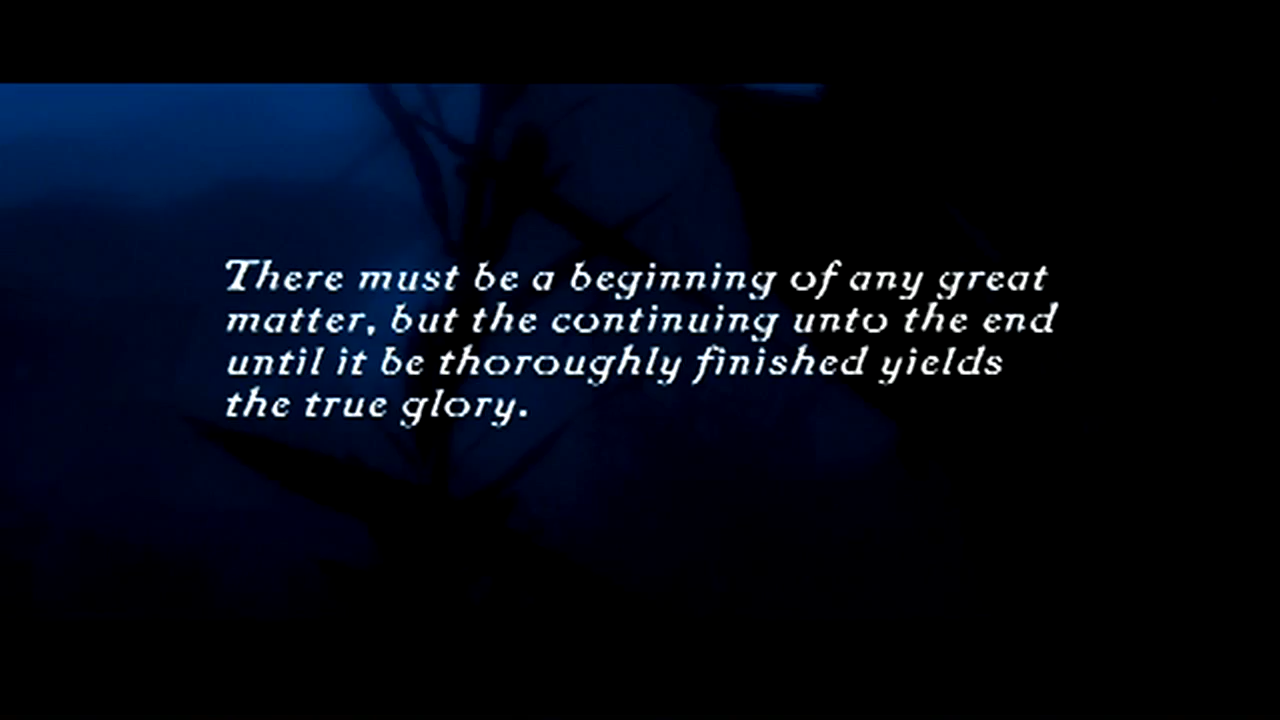 There must be a beginning of any great
matter, but the continuing unto the end
until it be thoroughly finished yields
the true glory.